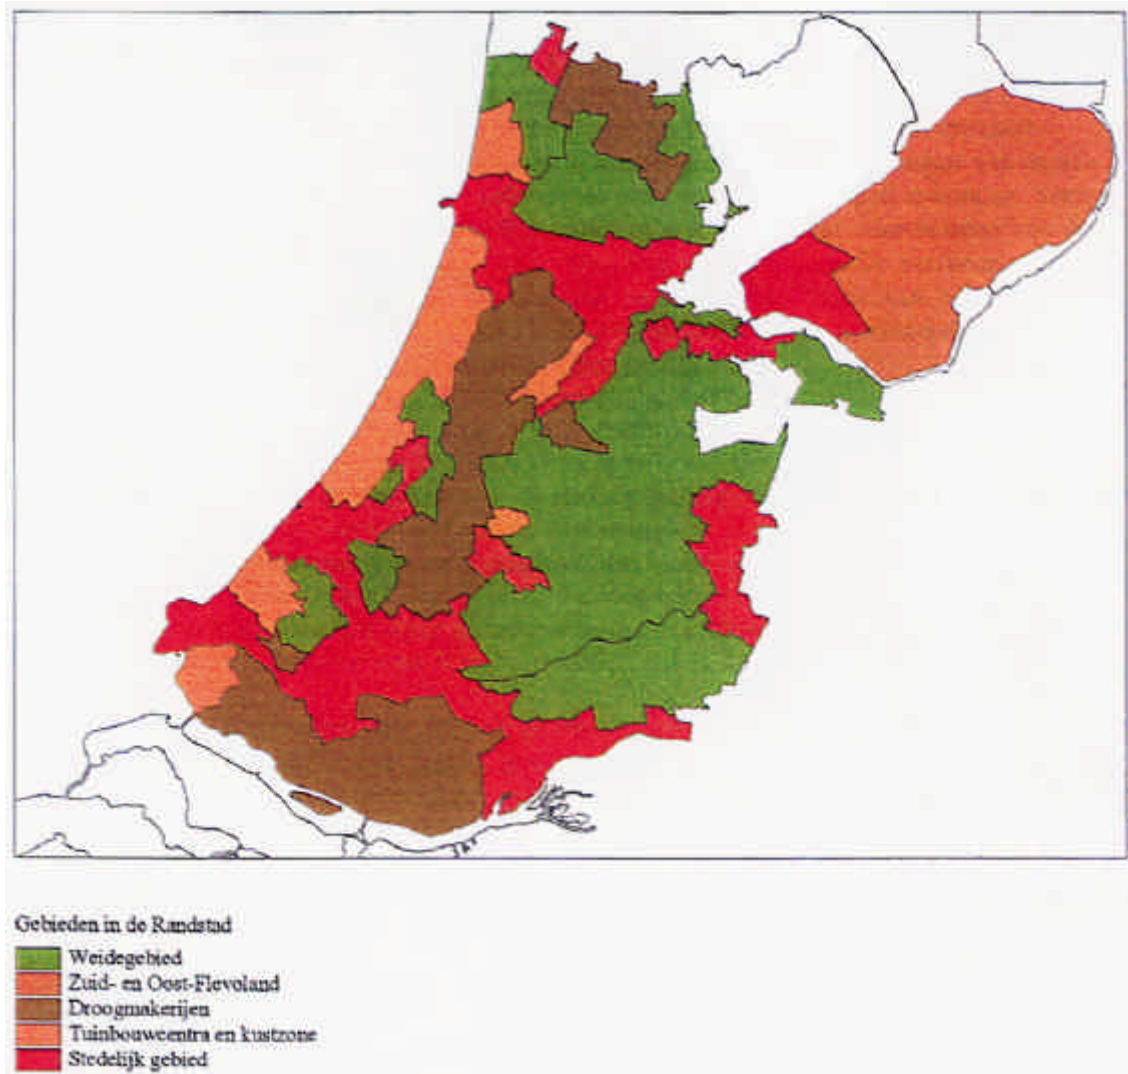 Gebieden in de Randstad
Weidegebied
Zuid- en Oost-Flevoland
Droogmakerijen
Tuinbouwcentra en kustzone
Stedelijk gebied